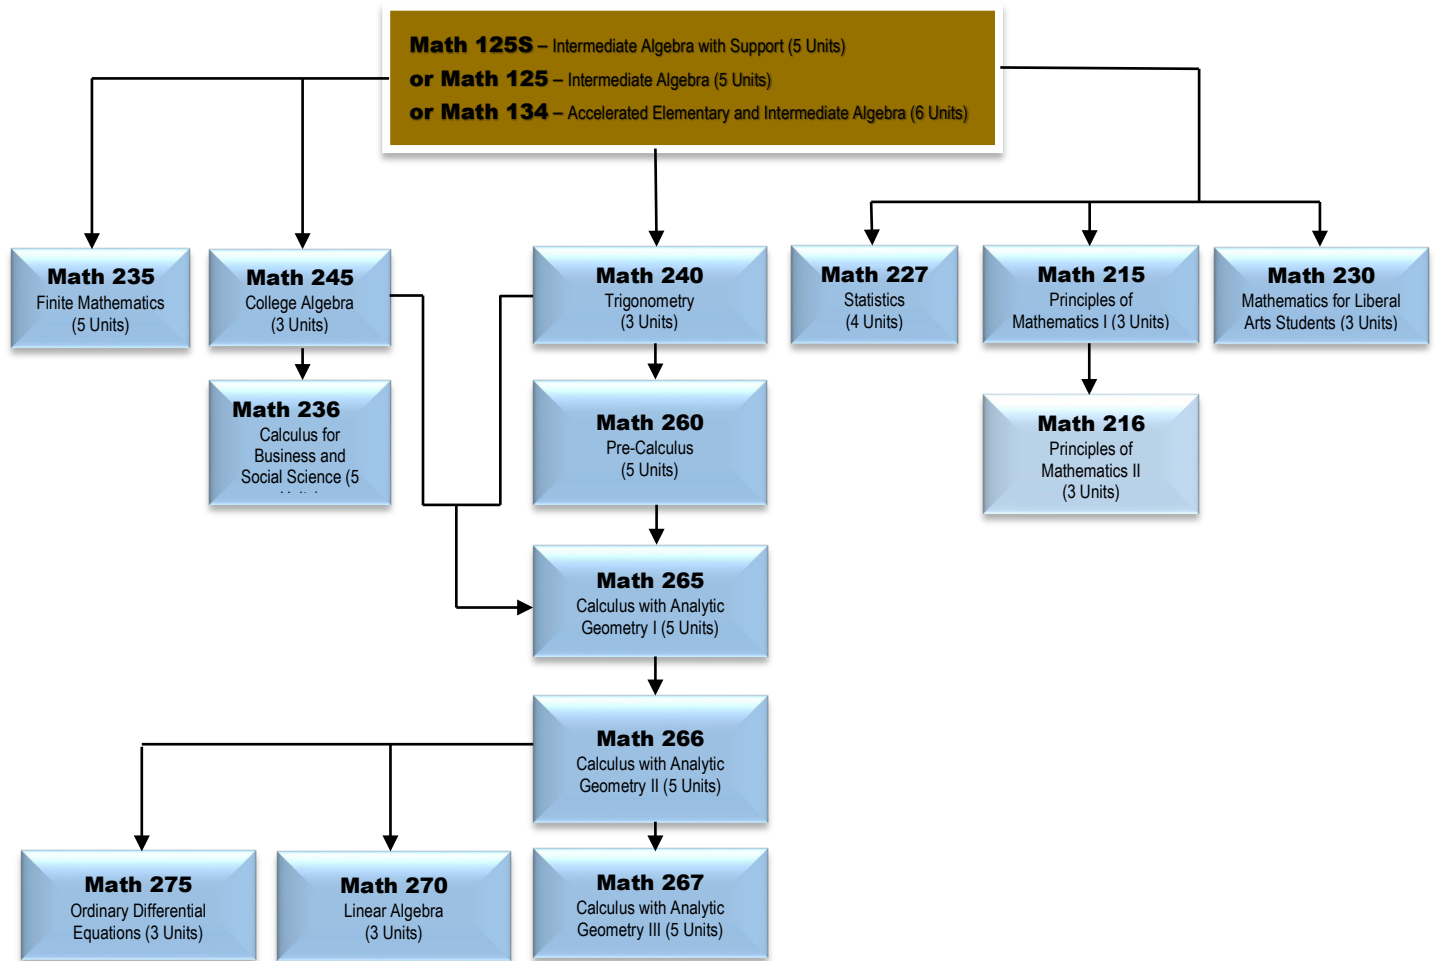 Math 125S – Intermediate Algebra with Support (5 Units)
or Math 125 – Intermediate Algebra (5 Units)
or Math 134 – Accelerated Elementary and Intermediate Algebra (6 Units)
Math 235
Finite Mathematics
(5 Units)
Math 245
College Algebra
(3 Units)
Math 240
Trigonometry
(3 Units)
Math 227
Statistics
(4 Units)
Math 215
Principles of
Mathematics I (3 Units)
Math 230
Mathematics for Liberal
Arts Students (3 Units)
Math 236
Calculus for
Business and
Social Science (5
Math 260
Pre-Calculus
(5 Units)
Math 216
Principles of
Mathematics II
(3 Units)
Math 265
Calculus with Analytic
Geometry I (5 Units)
Math 266
Calculus with Analytic
Geometry II (5 Units)
Math 275
Ordinary Differential
Equations (3 Units)
Math 270
Linear Algebra
(3 Units)
Math 267
Calculus with Analytic
Geometry III (5 Units)